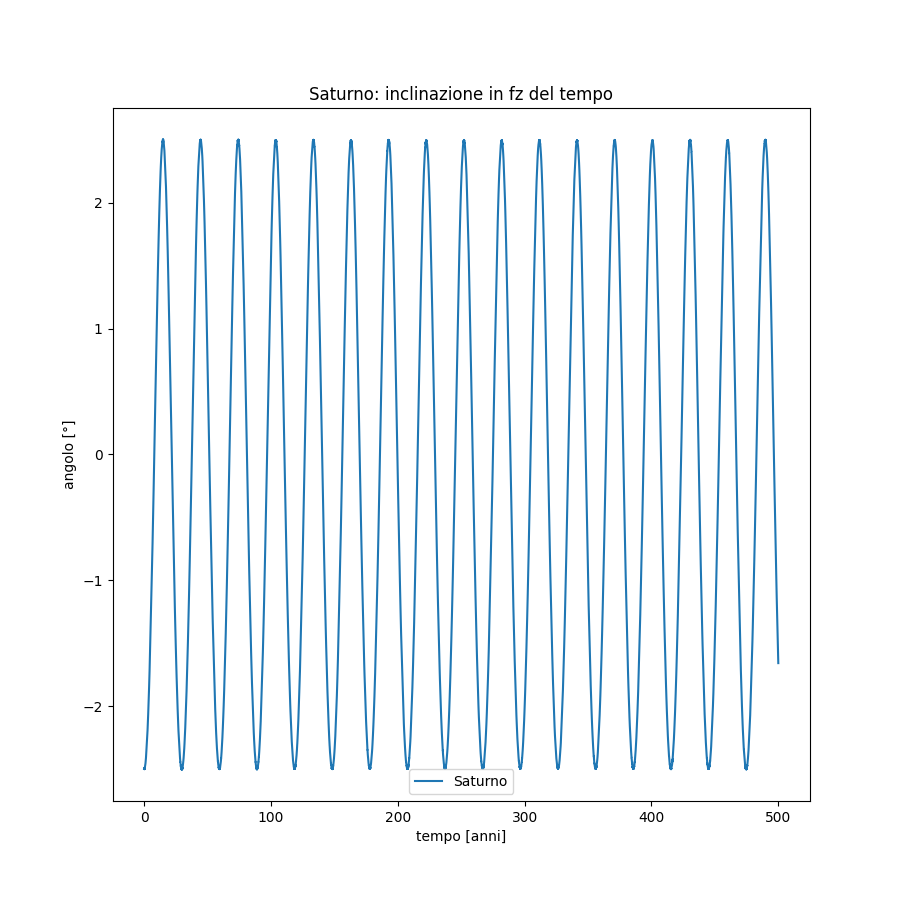 Saturno: inclinazione in fz del tempo
angolo [°]
2
1
0
−1
−2
Saturno
0 100 200 300 400 500
tempo [anni]